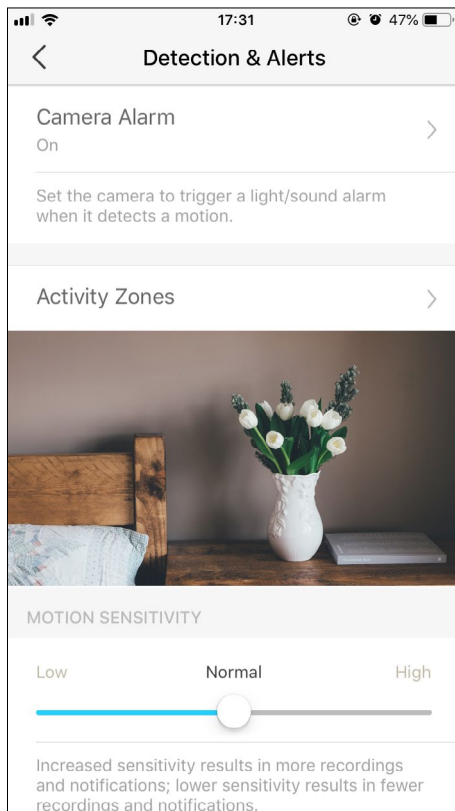 17:31
47%
Detection & Alerts
Camera Alarm
On
Set the camera to trigger a light/sound alarm
when it detects a motion.
Activity Zones
MOTION SENSITIVITY
Low Normal High
Increased sensitivity results in more recordings
and notifications; lower sensitivity results in fewer
recordings and notifications.